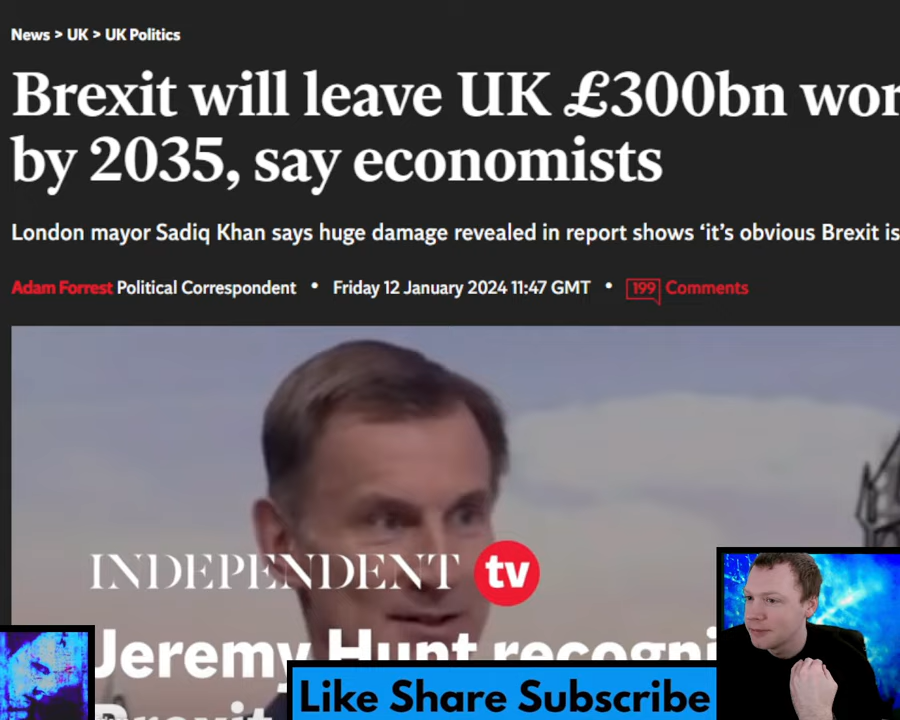 News > UK > UK Politics
Brexit will leave UK £300bn
by 2035, say economists
London mayor Sadiq Khan says huge damage revealed in report shows ‘it’s obvious Brexit is
Adam Forrest Political Correspondent • Friday 12 January 2024 11:47 GMT • 199 Comments
INDEPENDENT tv
Jeremy Hunt
Brexit
Like Share Subscribe